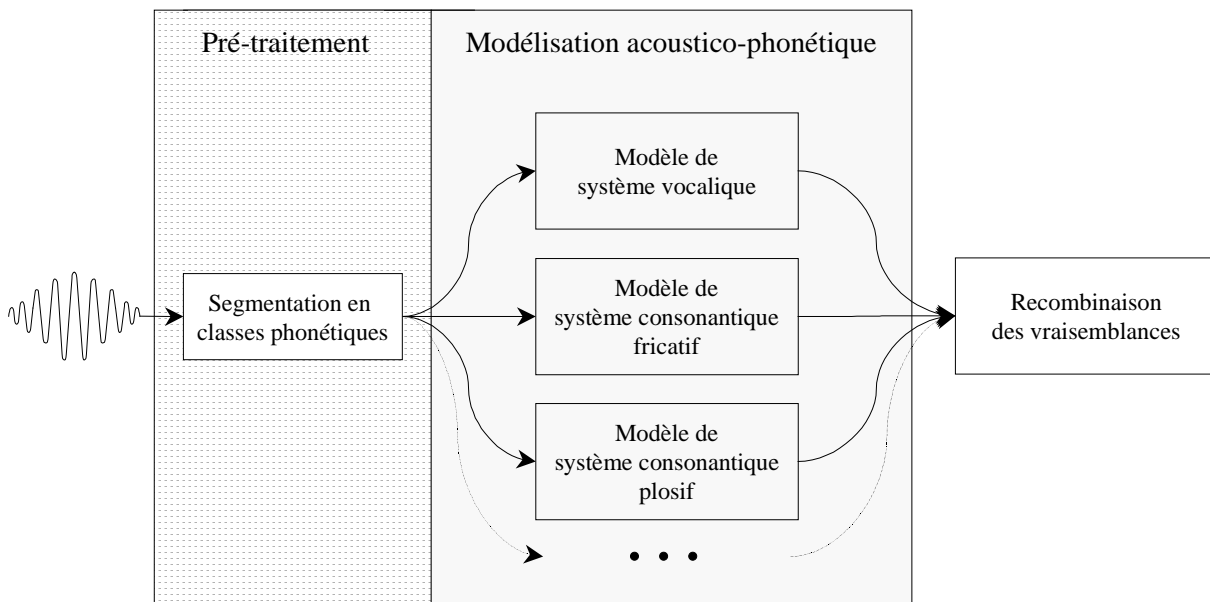 Pré-traitement
Modélisation acoustico-phonétique
Segmentation en
classes phonétiques
Modèle de
système vocalique
Modèle de
système consonantique
fricatif
Modèle de
système consonantique
plosif
• • •
Recombinaison
des vraisemblances